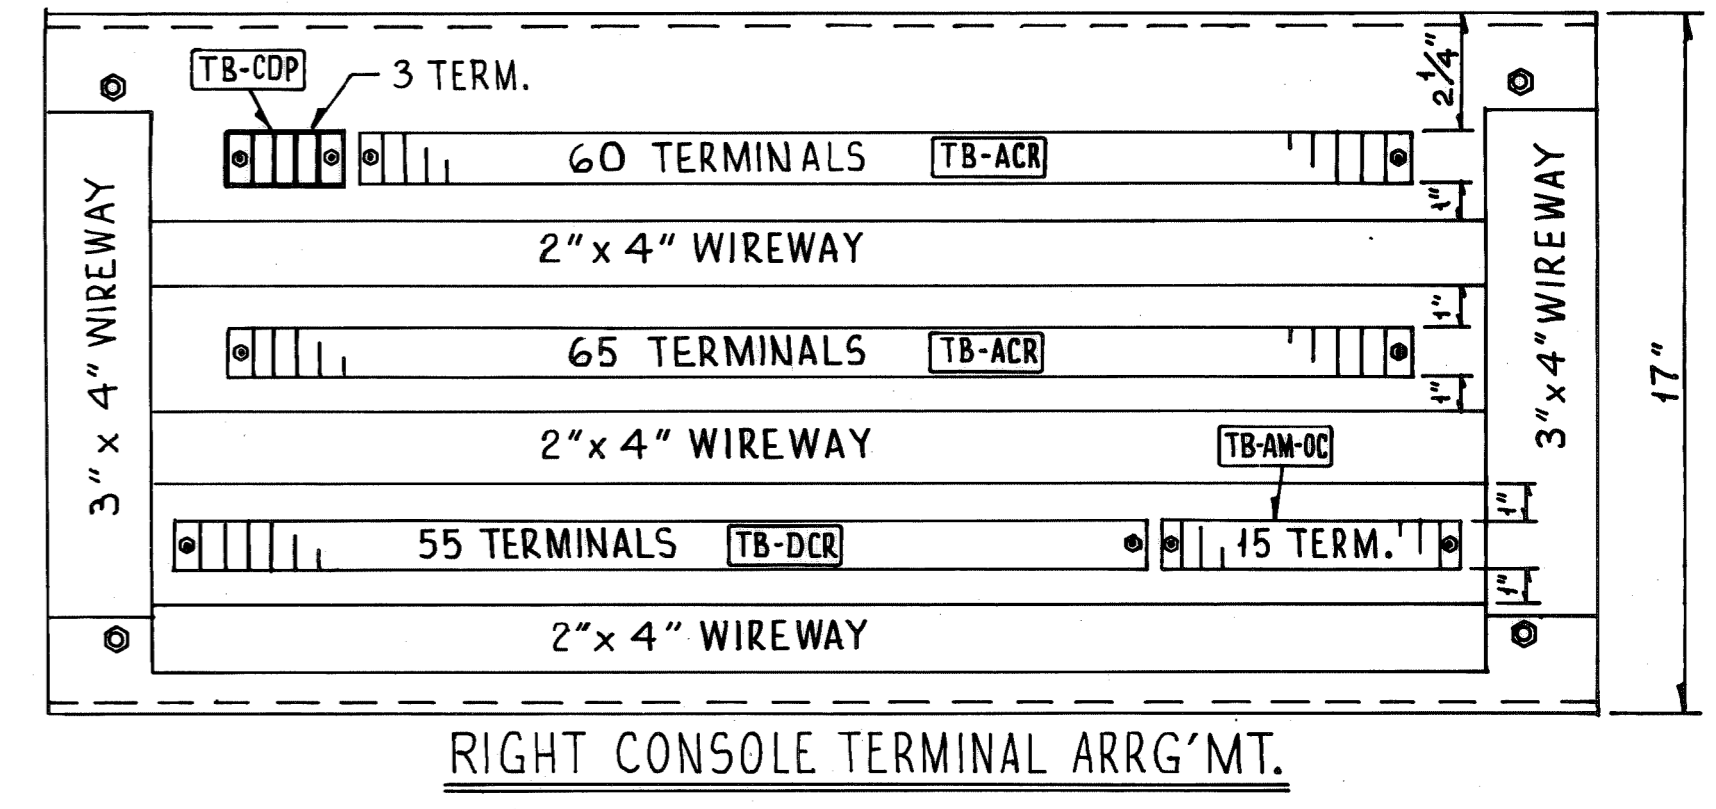 TB-CDP
3 TERM.
2 1/4"
60 TERMINALS TB-ACR
1"
2" x 4" WIREWAY
3" x 4" WIREWAY
3" x 4" WIREWAY
1"
65 TERMINALS TB-ACR
1"
17"
2" x 4" WIREWAY
TB-AM-OC
1"
55 TERMINALS TB-DCR
15 TERM.
1"
2" x 4" WIREWAY
RIGHT CONSOLE TERMINAL ARRG'MT.